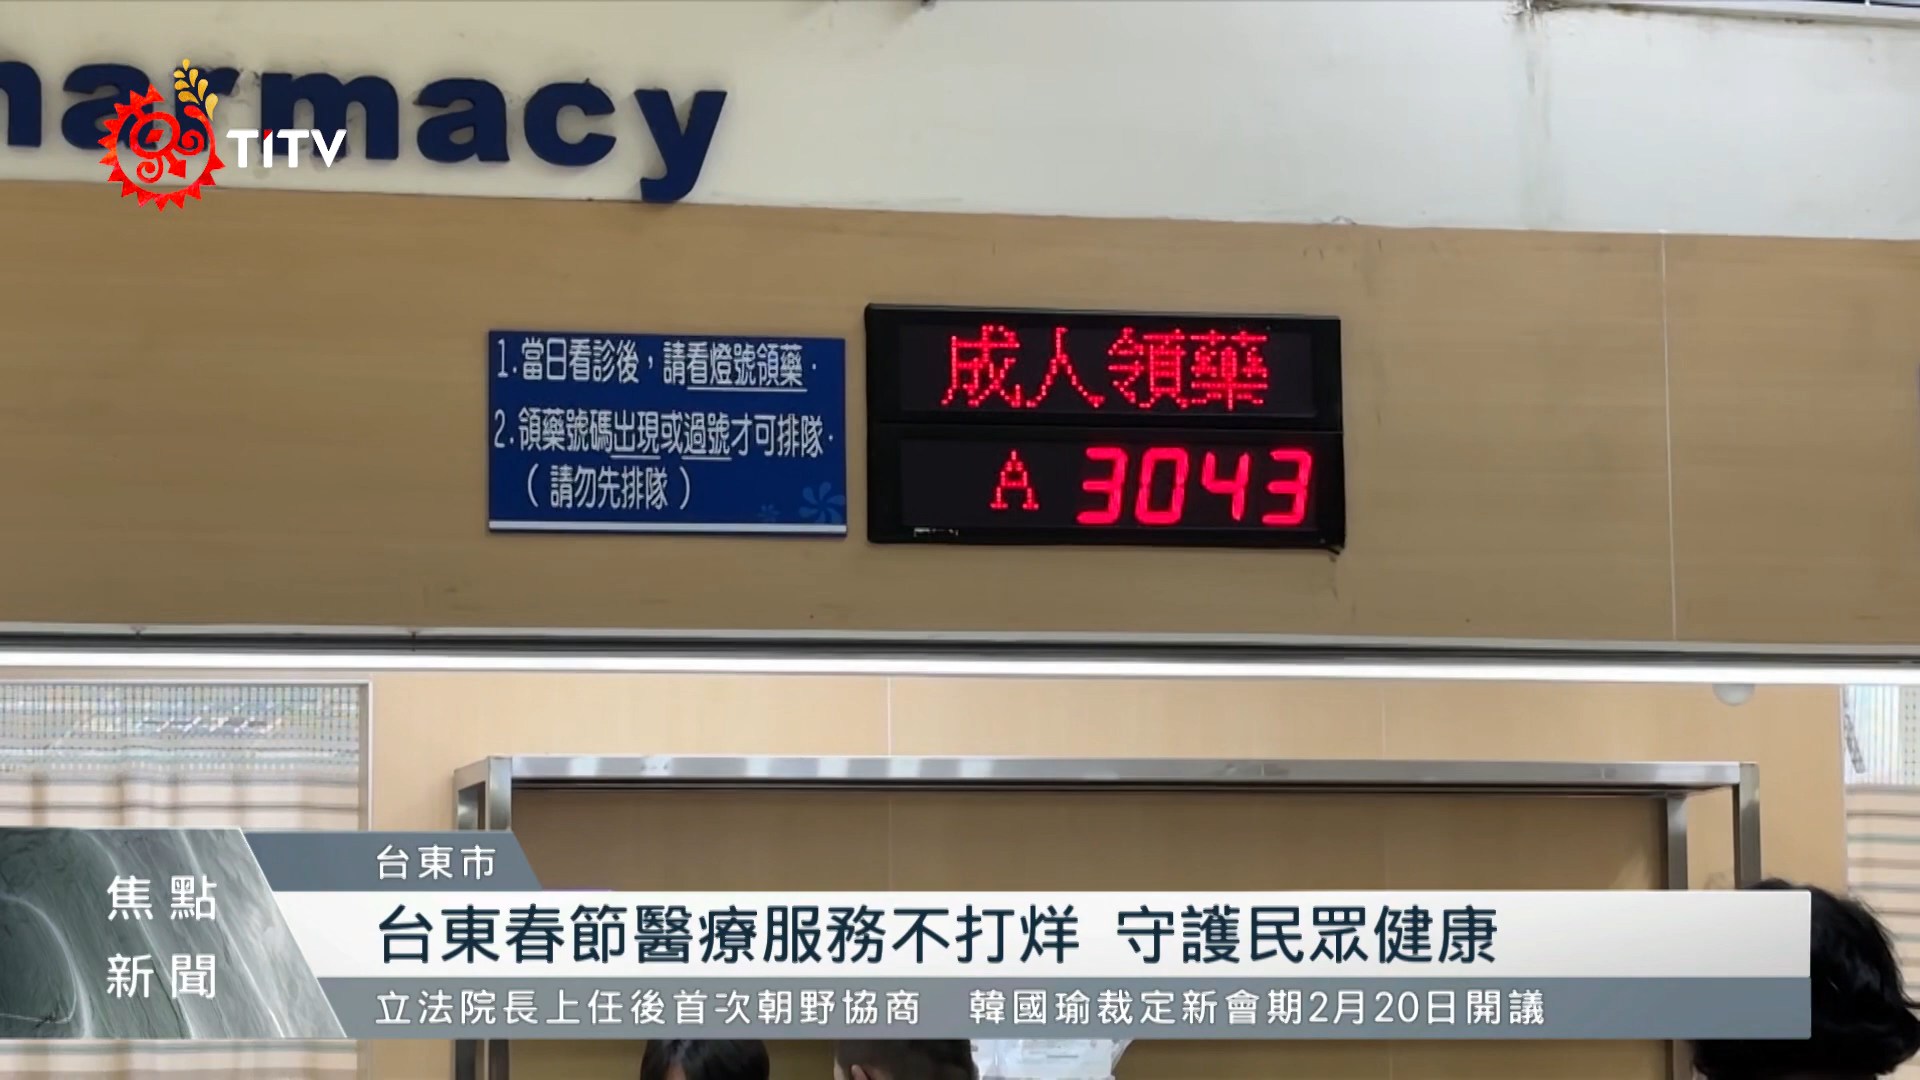 harmacy
TITV
1.當日看診後，請看燈號領藥.
2.領藥號碼出現或過號才可排隊.
(請勿先排隊)
成人領藥
A 3043
焦點
新聞
台東市
台東春節醫療服務不打烊 守護民眾健康
立法院長上任後首次朝野協商 韓國瑜裁定新會期2月20日開議